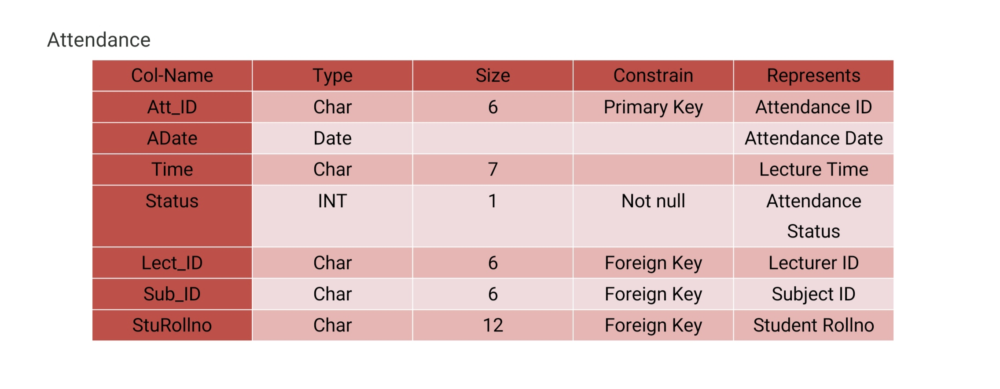 Attendance
Col-Name Type Size Constrain Represents
Att_ID Char 6 Primary Key Attendance ID
ADate Date Attendance Date
Time Char 7 Lecture Time
Status INT 1 Not null Attendance
Status
Lect_ID Char 6 Foreign Key Lecturer ID
Sub_ID Char 6 Foreign Key Subject ID
StuRollno Char 12 Foreign Key Student Rollno